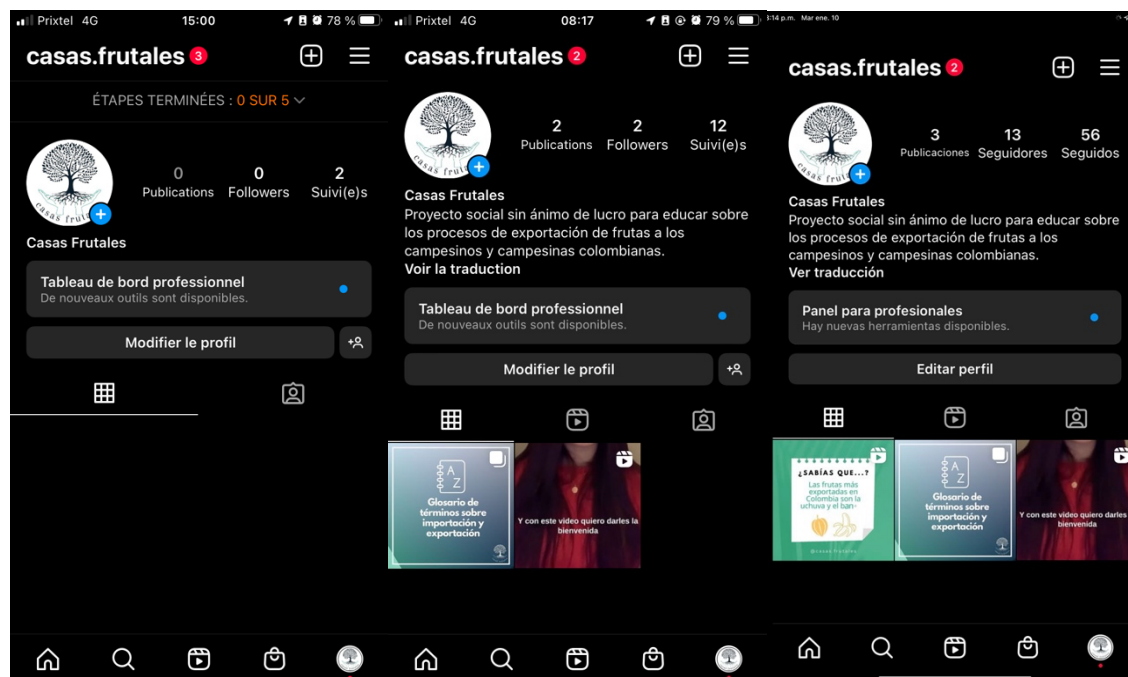 Prixtel 4G 15:00 78 %
casas.frutales 3
ÉTAPES TERMINÉES : 0 SUR 5
casas frutal
0 0 2
Publications Followers Suivi(e)s
Casas Frutales
Tableau de bord professionnel
De nouveaux outils sont disponibles.
Modifier le profil
Prixtel 4G 08:17 79 %
casas.frutales 2
casas frutal
2 2 12
Publications Followers Suivi(e)s
Casas Frutales
Proyecto social sin ánimo de lucro para educar sobre
los procesos de exportación de frutas a los
campesinos y campesinas colombianas.
Voir la traduction
Tableau de bord professionnel
De nouveaux outils sont disponibles.
Modifier le profil
A
Z
Glosario de
términos sobre
importación y
exportación
Y con este video quiero darles la
bienvenida
3:14 p.m. Mar ene. 10
casas.frutales 2
casas frutal
3 13 56
Publicaciones Seguidores Seguidos
Casas Frutales
Proyecto social sin ánimo de lucro para educar sobre
los procesos de exportación de frutas a los
campesinos y campesinas colombianas.
Ver traducción
Panel para profesionales
Hay nuevas herramientas disponibles.
Editar perfil
¿SABÍAS QUE...?
Las frutas más
exportadas en
Colombia son la
uchuva y el ban
A
Z
Glosario de
términos sobre
importación y
exportación
Y con este video quiero darles
bienvenida